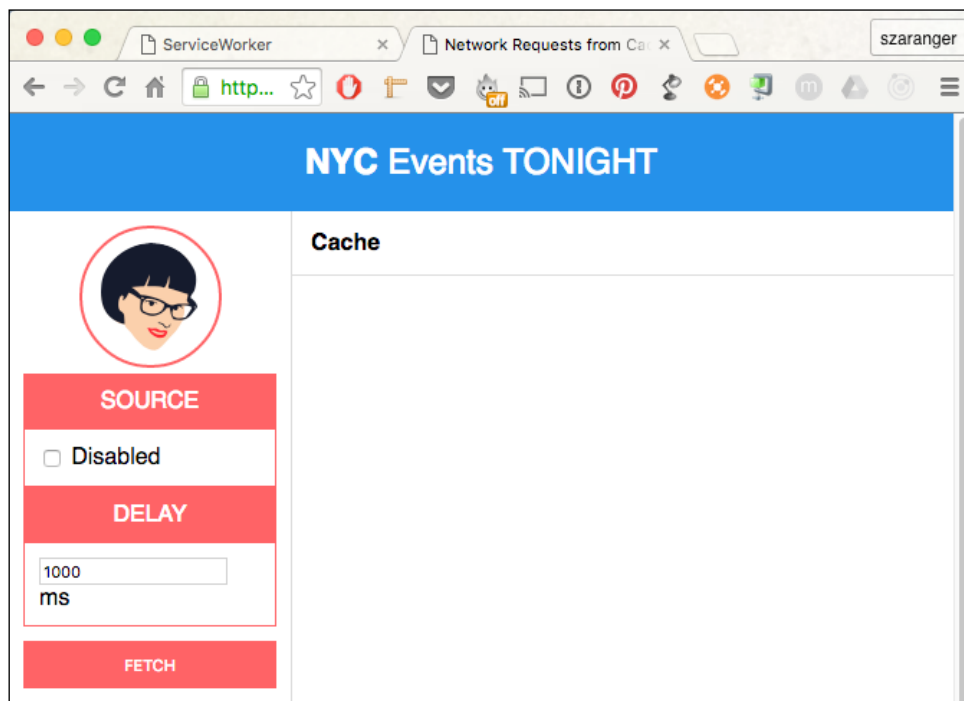 ServiceWorker
Network Requests from Ca
szaranger
http...
off
m
NYC Events TONIGHT
Cache
SOURCE
Disabled
DELAY
1000
ms
FETCH